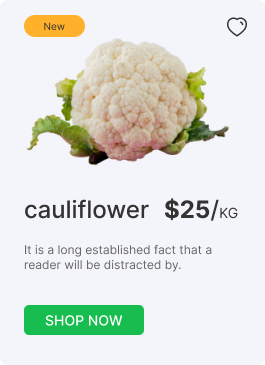 New
cauliflower $25/KG
It is a long established fact that a
reader will be distracted by.
SHOP NOW